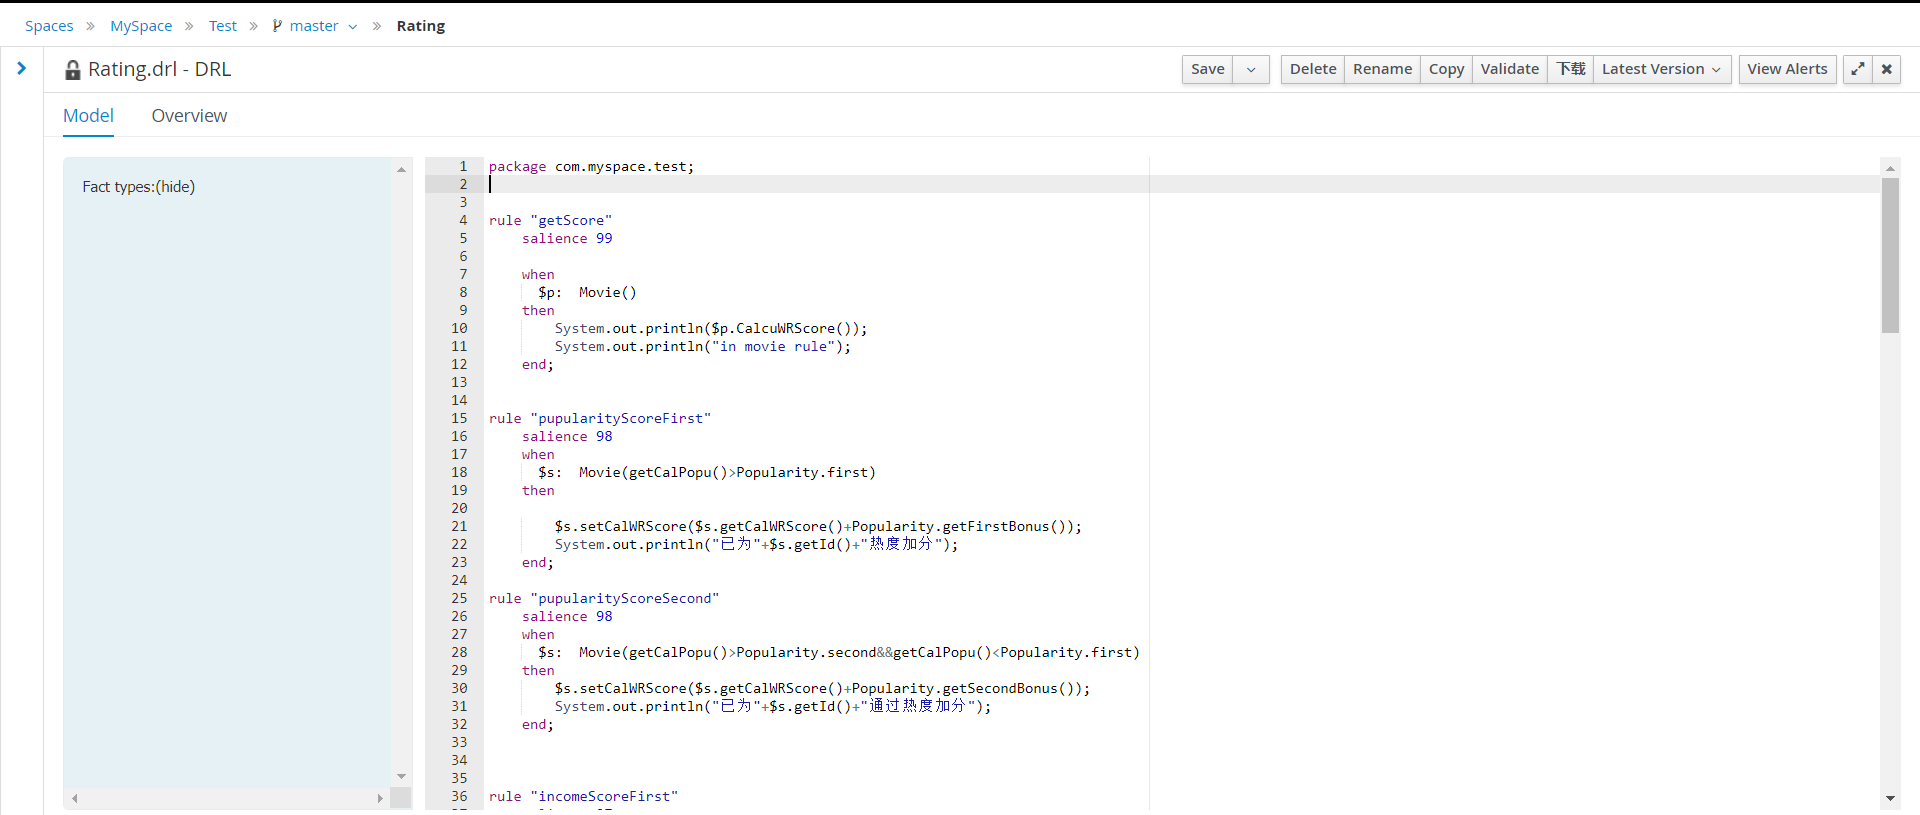 Spaces » MySpace » Test » master » Rating
Rating.drl - DRL
Save Delete Rename Copy Validate 下载 Latest Version View Alerts
Model Overview
Fact types:(hide)
1 package com.myspace.test;
2
3
4 rule "getScore"
5 salience 99
6
7 when
8 $p: Movie()
9 then
10 System.out.println($p.CalcuWRScore());
11 System.out.println("in movie rule");
12 end;
13
14
15 rule "pupularityScoreFirst"
16 salience 98
17 when
18 $s: Movie(getCalPopu()>Popularity.first)
19 then
20
21 $s.setCalWRScore($s.getCalWRScore()+Popularity.getFirstBonus());
22 System.out.println("已为"+$s.getId()+"热度加分");
23 end;
24
25 rule "pupularityScoreSecond"
26 salience 98
27 when
28 $s: Movie(getCalPopu()>Popularity.second&&getCalPopu()<Popularity.first)
29 then
30 $s.setCalWRScore($s.getCalWRScore()+Popularity.getSecondBonus());
31 System.out.println("已为"+$s.getId()+"通过热度加分");
32 end;
33
34
35
36 rule "incomeScoreFirst"